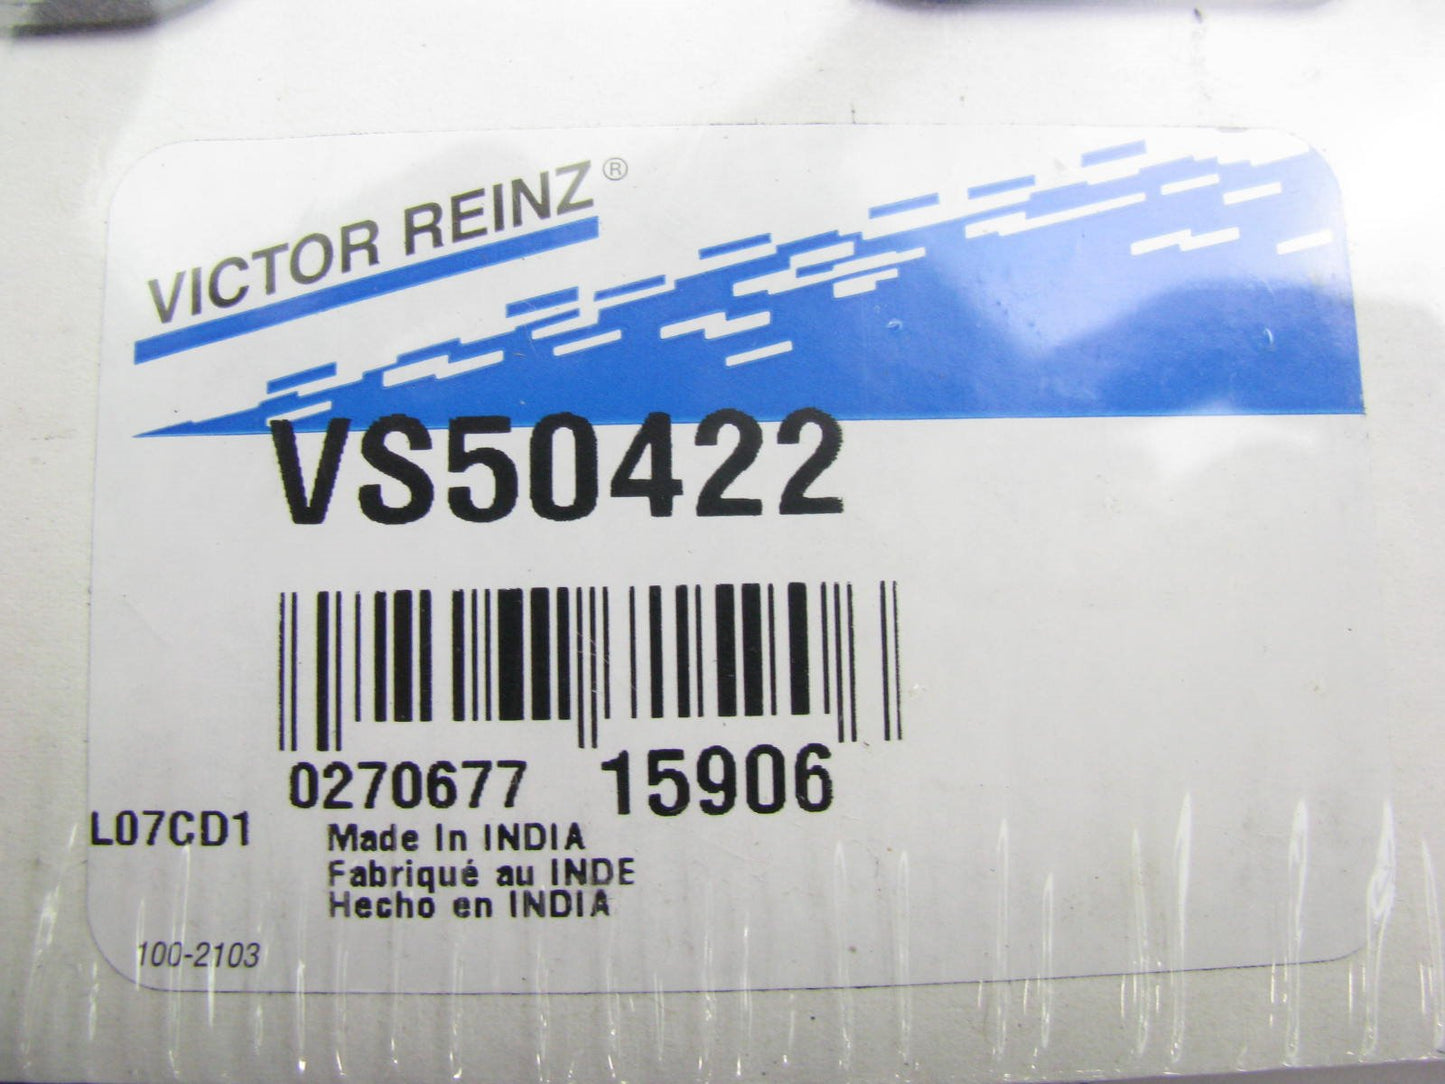 VICTOR REINZ®
VS50422
0270677 15906
L07CD1
Made In INDIA
Fabriqué au INDE
Hecho en INDIA
100-2103